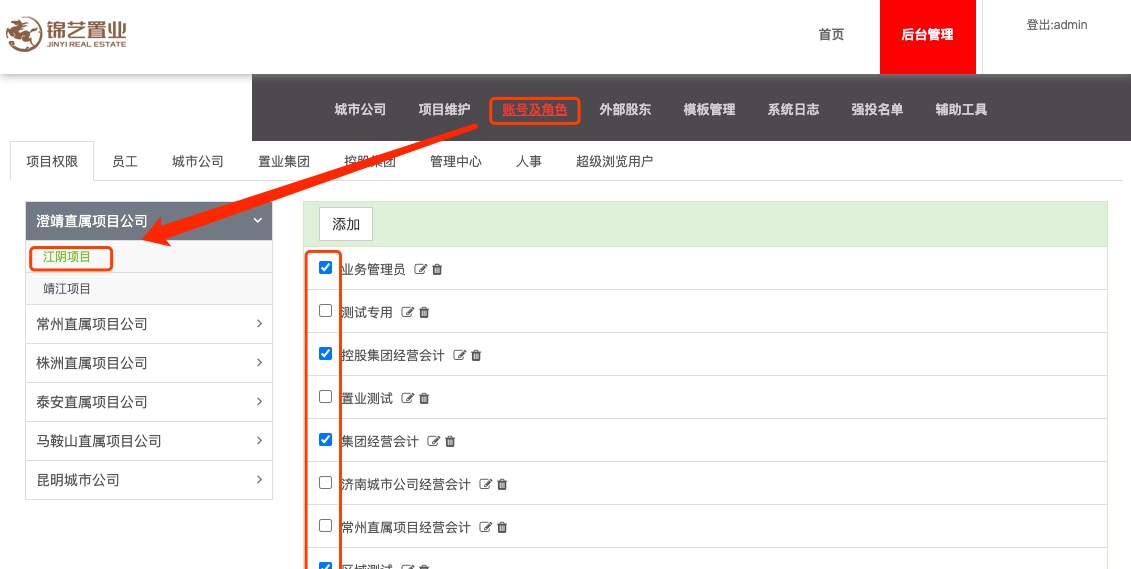 锦艺置业
JINYI REAL ESTATE
首页
后台管理
登出:admin
城市公司 项目维护 账号及角色 外部股东 模板管理 系统日志 强投名单 辅助工具
项目权限 员工 城市公司 置业集团 控股集团 管理中心 人事 超级浏览用户
澄靖直属项目公司
江阴项目
靖江项目
常州直属项目公司
株洲直属项目公司
泰安直属项目公司
马鞍山直属项目公司
昆明城市公司
添加
业务管理员
测试专用
控股集团经营会计
置业测试
集团经营会计
济南城市公司经营会计
常州直属项目经营会计
区域测试